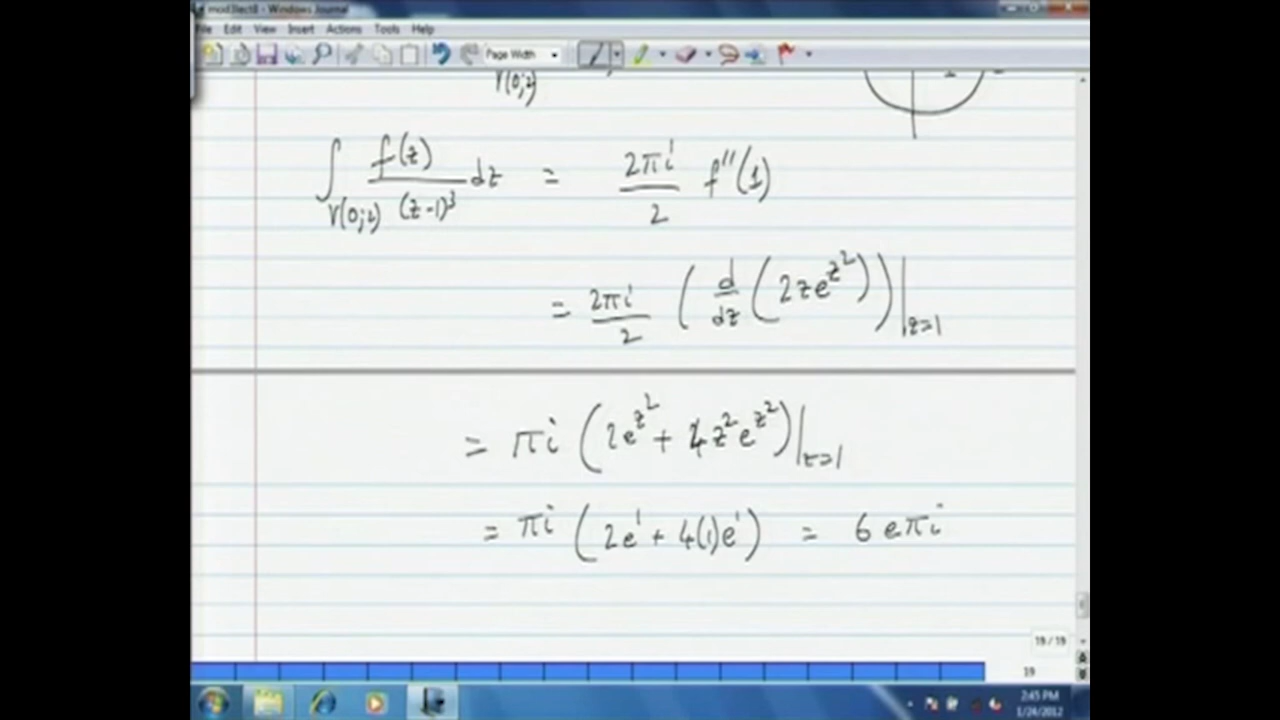 mod3lect8 - Windows Journal
File Edit View Insert Actions Tools Help
Page Width
γ(0;2)
∫_{γ(0;2)} f(z)/(z-1)³ dz = 2πi/2 f''(1)
= 2πi/2 (d/dz (2ze^{z²}))|_{z=1}
= πi (2e^{z²} + 4z²e^{z²})|_{z=1}
= πi (2e¹ + 4(1)e¹) = 6eπi
19 / 19
19
2:45 PM
1/24/2012